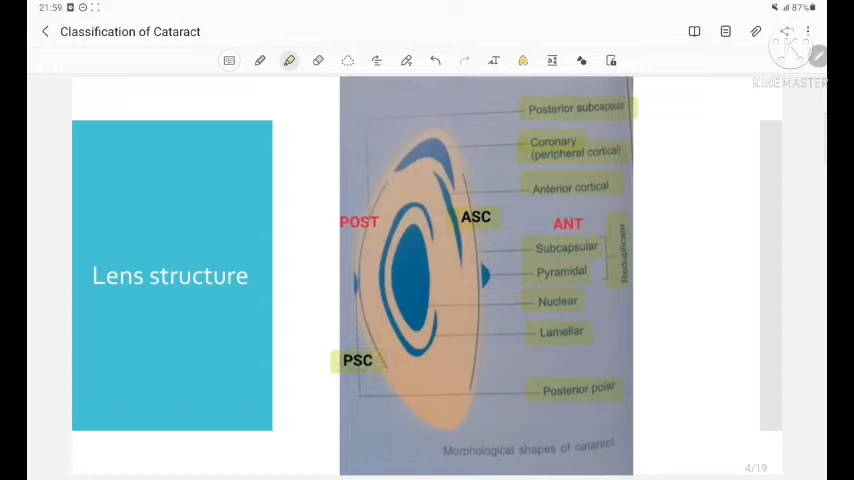 21:59
87%
Classification of Cataract
KINEMASTER
Lens structure
Posterior subcapsular
Coronary
(peripheral cortical)
Anterior cortical
POST
ASC
ANT
Subcapsular
Pyramidal
Reduplicate
Nuclear
Lamellar
PSC
Posterior polar
Morphological shapes of cataract.
4/19